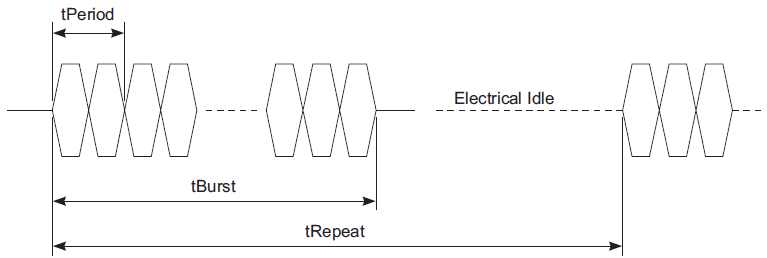 tPeriod
Electrical Idle
tBurst
tRepeat